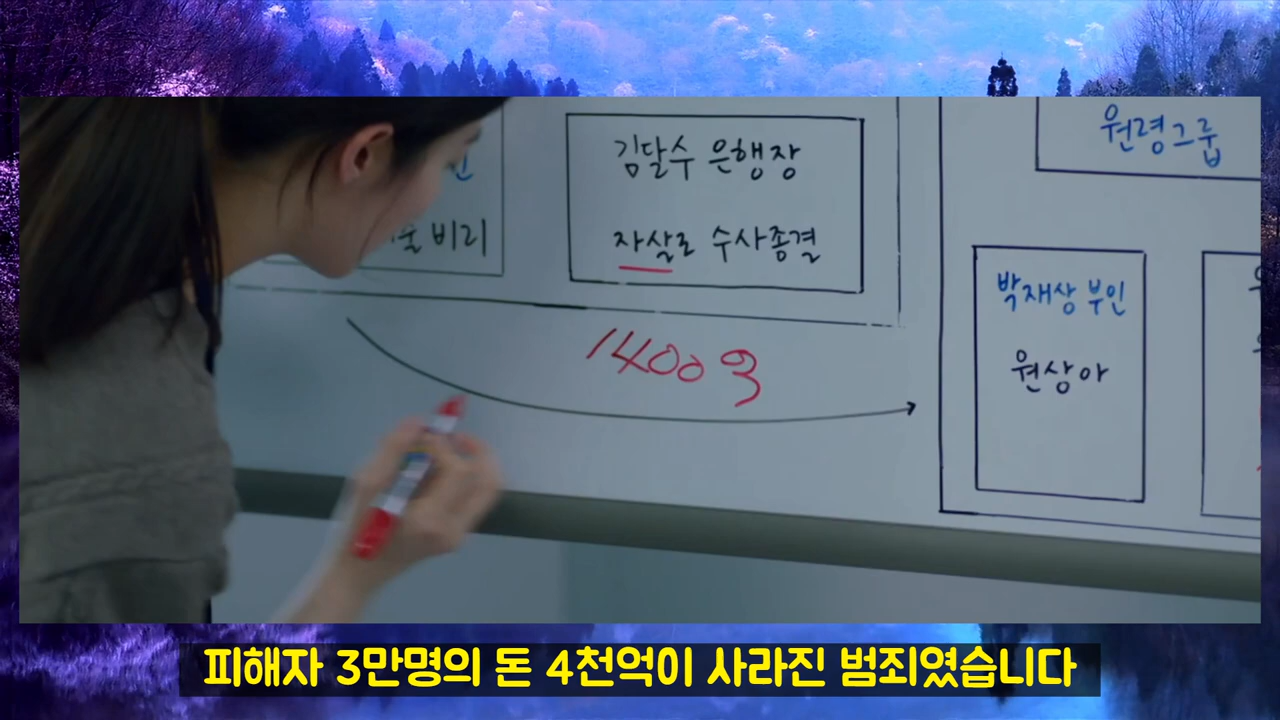 김달수 은행장
자살로 수사종결
비리
1400억
원령그룹
박재상 부인
원상아
피해자 3만명의 돈 4천억이 사라진 범죄였습니다